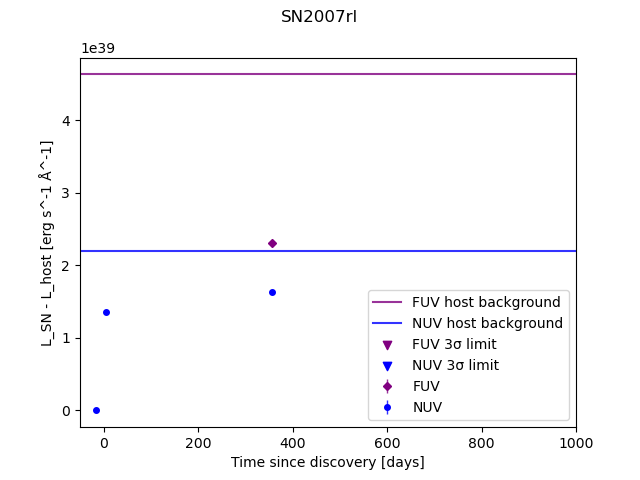 SN2007rl
1e39
L_SN - L_host [erg s^-1 Å^-1]
4
3
2
1
0
FUV host background
NUV host background
FUV 3σ limit
NUV 3σ limit
FUV
NUV
0 200 400 600 800 1000
Time since discovery [days]